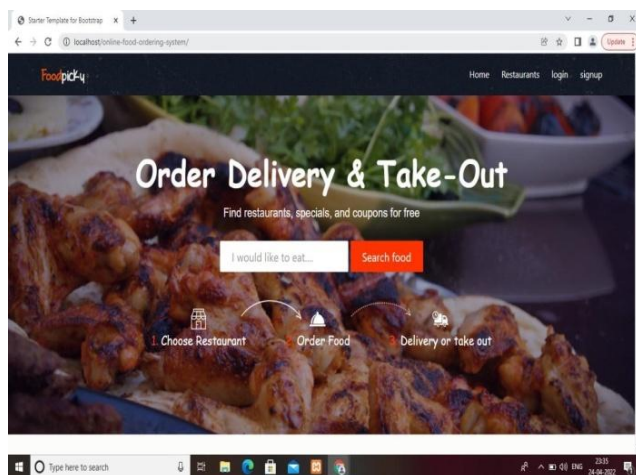 Starter Template for Bootstrap
localhost/online-food-ordering-system/
Update
Foodpicky
Home Restaurants login signup
Order Delivery & Take-Out
Find restaurants, specials, and coupons for free
I would like to eat.... Search food
1. Choose Restaurant 2. Order Food 3. Delivery or take out
Type here to search
ENG
23:35
24-04-2022